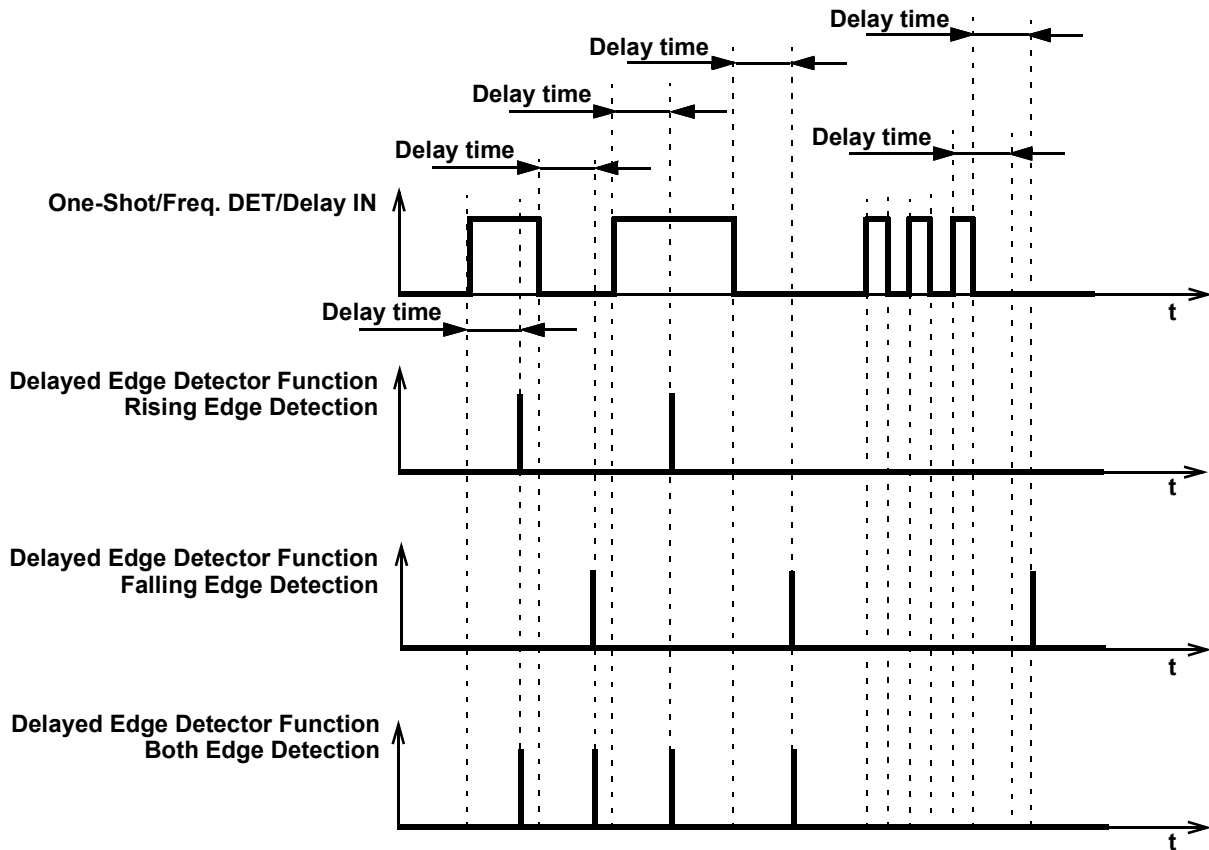 Delay time
Delay time
Delay time
Delay time
Delay time
One-Shot/Freq. DET/Delay IN
t
Delay time
Delayed Edge Detector Function
Rising Edge Detection
t
Delayed Edge Detector Function
Falling Edge Detection
t
Delayed Edge Detector Function
Both Edge Detection
t